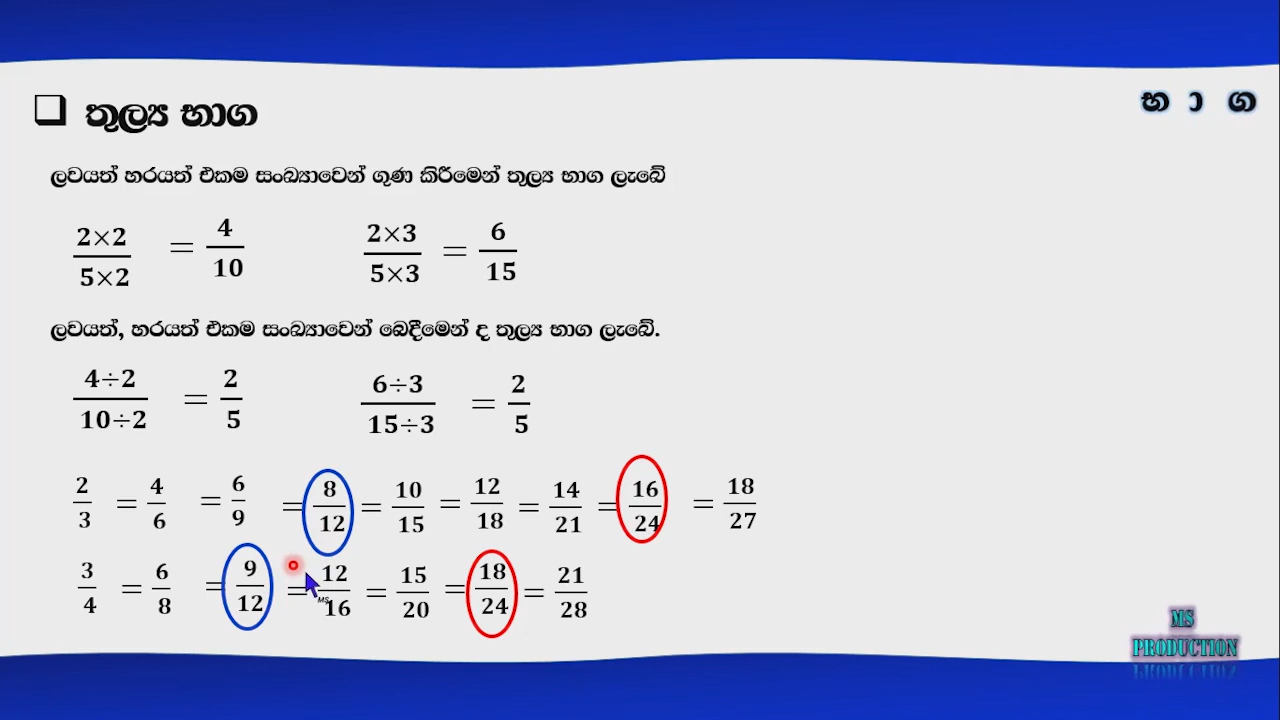 ❑ තුල්‍ය භාග
භ ා ග
ලවයත් හරයත් එකම සංඛ්‍යාවෙන් ගුණ කිරීමෙන් තුල්‍ය භාග ලැබේ
2×2/5×2 = 4/10 2×3/5×3 = 6/15
ලවයත්, හරයත් එකම සංඛ්‍යාවෙන් බෙදීමෙන් ද තුල්‍ය භාග ලැබේ.
4÷2/10÷2 = 2/5 6÷3/15÷3 = 2/5
2/3 = 4/6 = 6/9 = 8/12 = 10/15 = 12/18 = 14/21 = 16/24 = 18/27
3/4 = 6/8 = 9/12 = 12/16 = 15/20 = 18/24 = 21/28
MS
MS
PRODUCTION